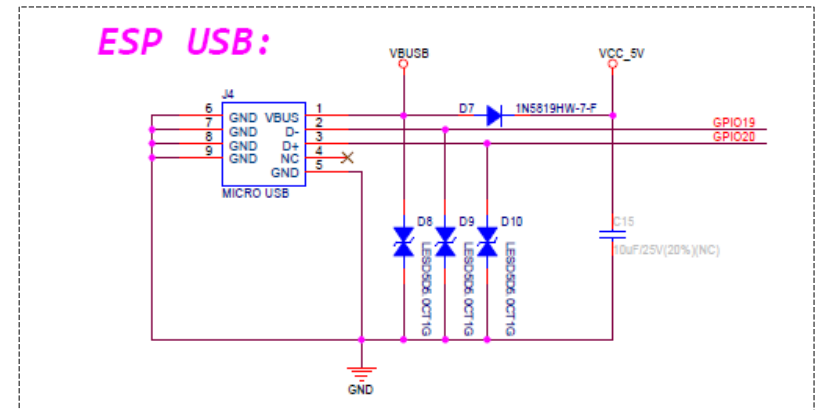 ESP USB:
VBUSB
VCC_5V
J4
D7
1N5819HW-7-F
6 GND VBUS 1
7 GND D- 2
8 GND D+ 3
9 GND NC 4
GND 5
GPIO19
GPIO20
MICRO USB
D8
D9
D10
C15
LESD5D5.0CT1G
LESD5D5.0CT1G
LESD5D5.0CT1G
10uF/25V(20%)(NC)
GND